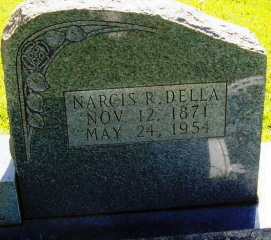 NARCIS R. DELLA
NOV. 12, 1871
MAY 24, 1954